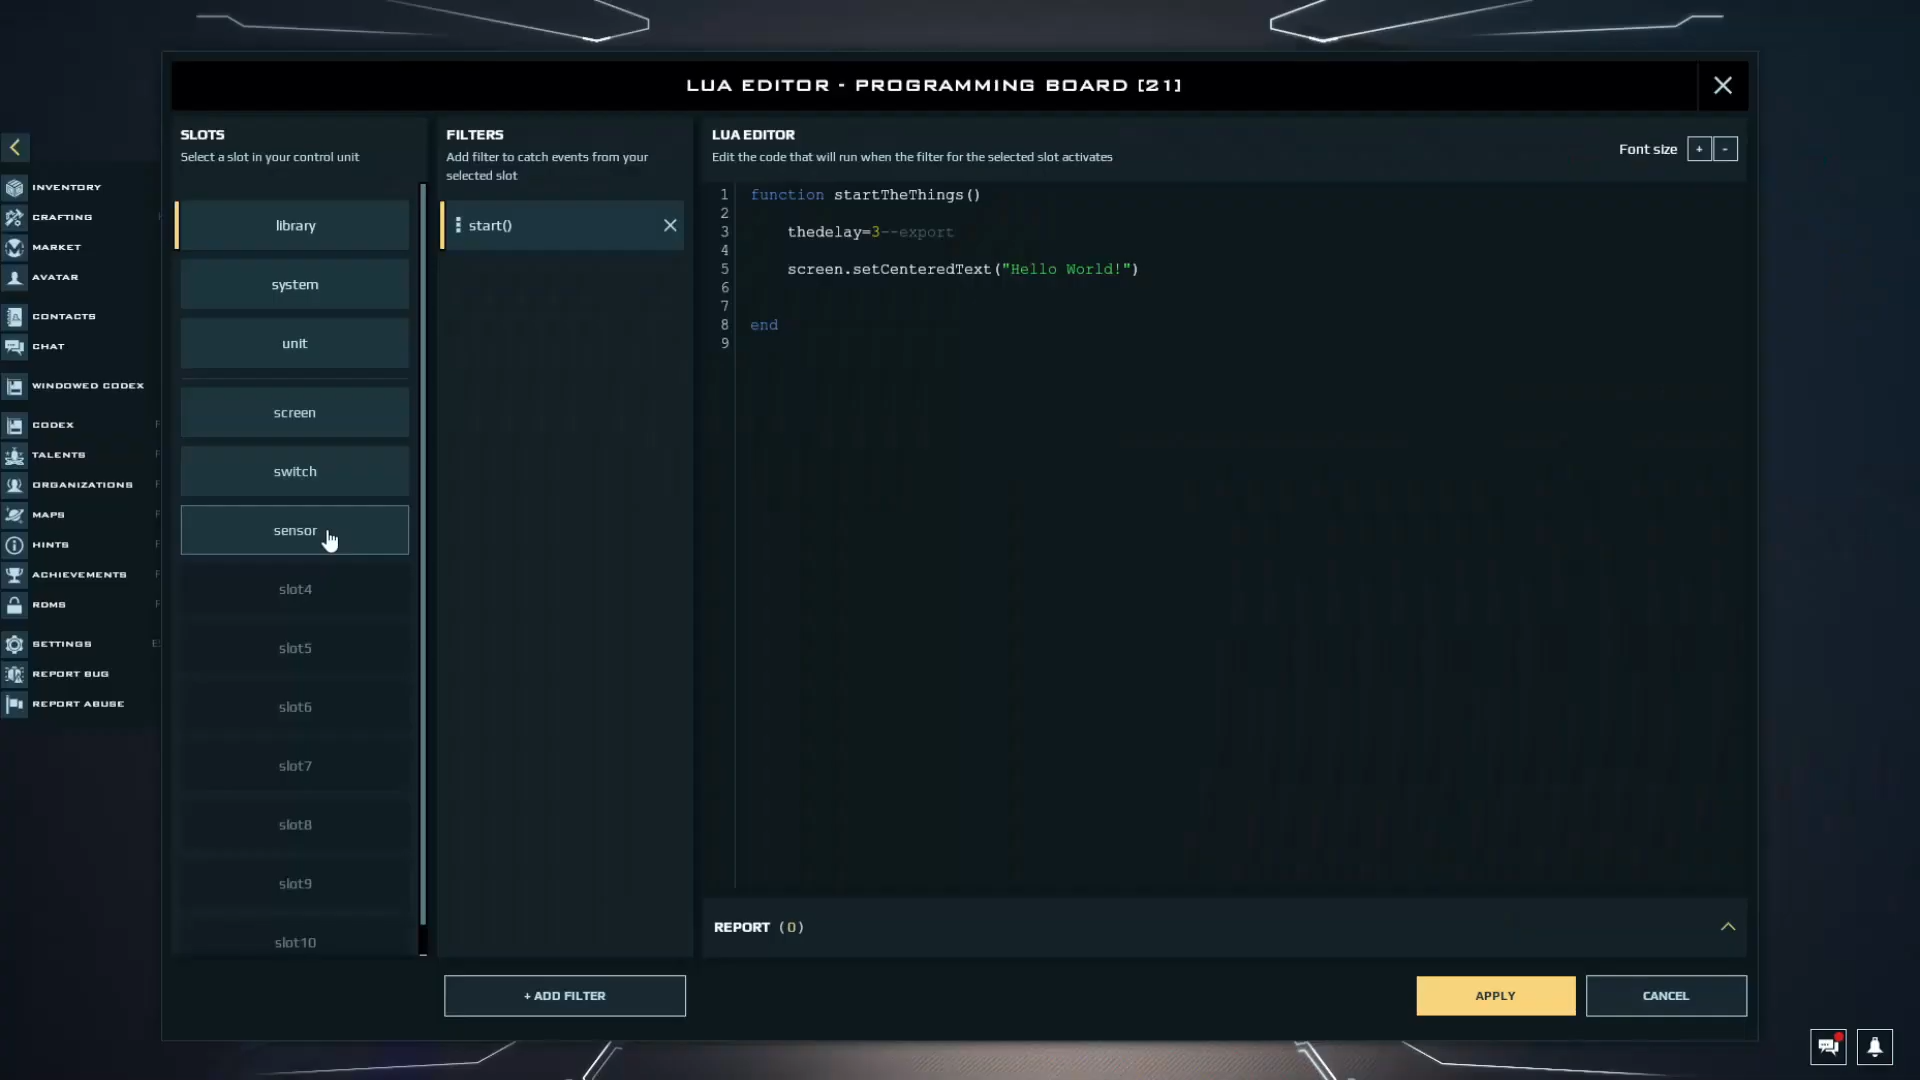 LUA EDITOR - PROGRAMMING BOARD [21]
INVENTORY
CRAFTING
MARKET
AVATAR
CONTACTS
CHAT
WINDOWED CODEX
CODEX
TALENTS
ORGANIZATIONS
MAPS
HINTS
ACHIEVEMENTS
RDMS
SETTINGS
REPORT BUG
REPORT ABUSE
SLOTS
Select a slot in your control unit
library
system
unit
screen
switch
sensor
slot4
slot5
slot6
slot7
slot8
slot9
slot10
FILTERS
Add filter to catch events from your
selected slot
start()
+ ADD FILTER
LUA EDITOR
Edit the code that will run when the filter for the selected slot activates
Font size + -
1 function startTheThings()
2
3 thedelay=3--export
4
5 screen.setCenteredText("Hello World!")
6
7
8 end
9
REPORT (0)
APPLY
CANCEL